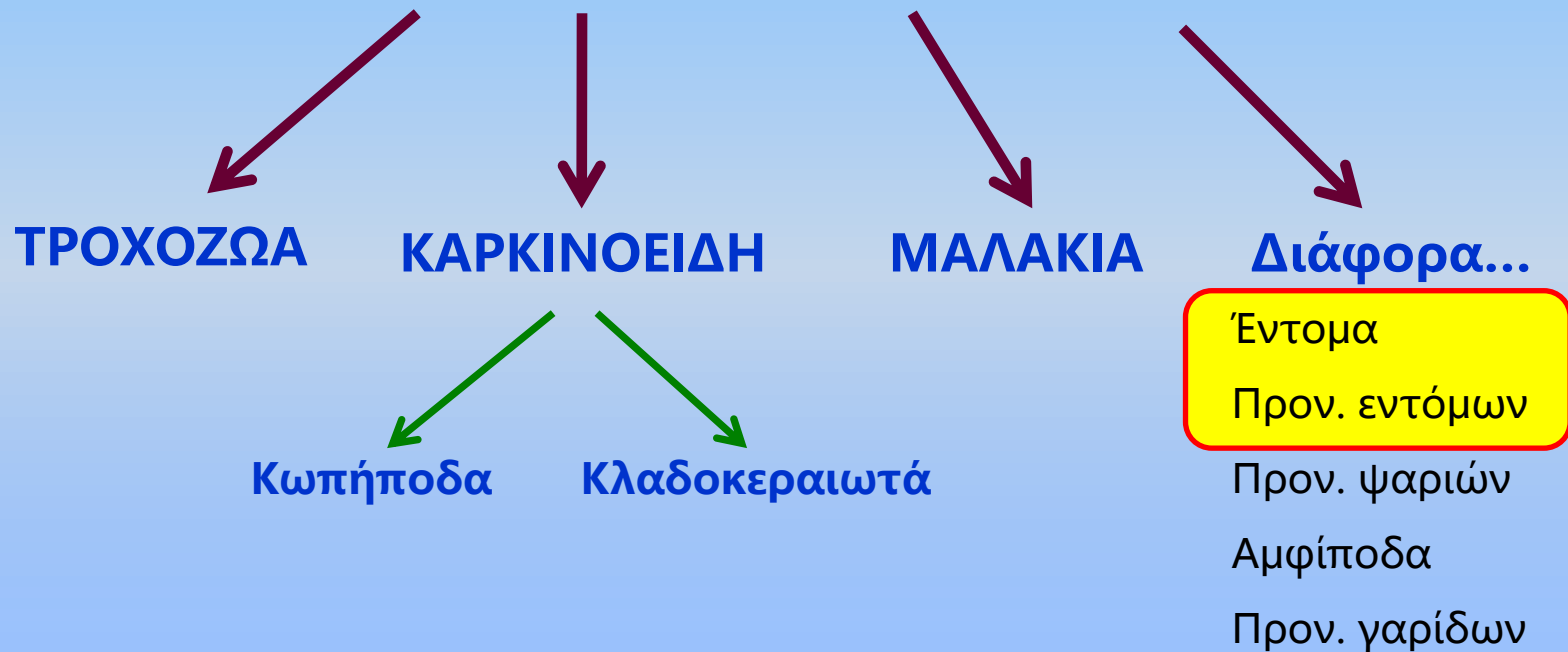 ΤΡΟΧΟΖΩΑ
ΚΑΡΚΙΝΟΕΙΔΗ
ΜΑΛΑΚΙΑ
Διάφορα...
Έντομα
Προν. εντόμων
Προν. ψαριών
Αμφίποδα
Προν. γαρίδων
Κωπήποδα
Κλαδοκεραιωτά